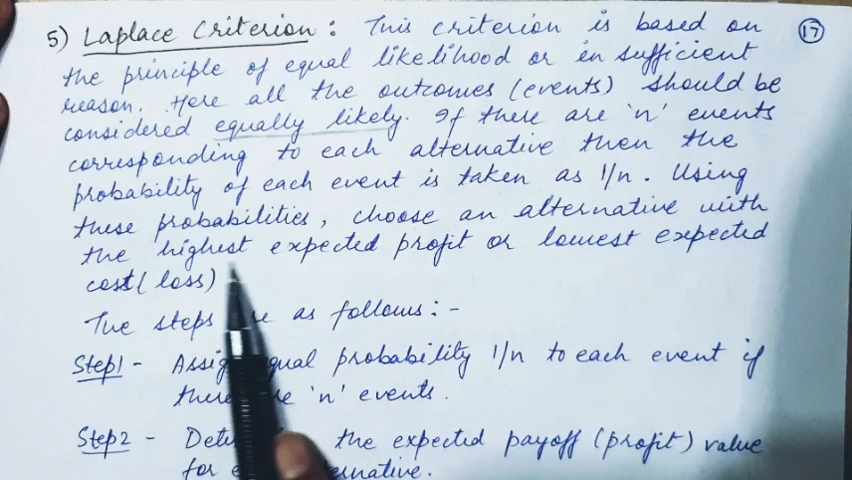 5) Laplace Criterion : This criterion is based on
17
the principle of equal likelihood or in sufficient
reason. Here all the outcomes (events) should be
considered equally likely. If there are 'n' events
corresponding to each alternative then the
probability of each event is taken as 1/n. Using
these probabilities, choose an alternative with
the highest expected profit or lowest expected
cost (loss)
The steps as follows :-
Step1 - equal probability 1/n to each event if
'n' events.
Step2 - the expected payoff (profit) value
for